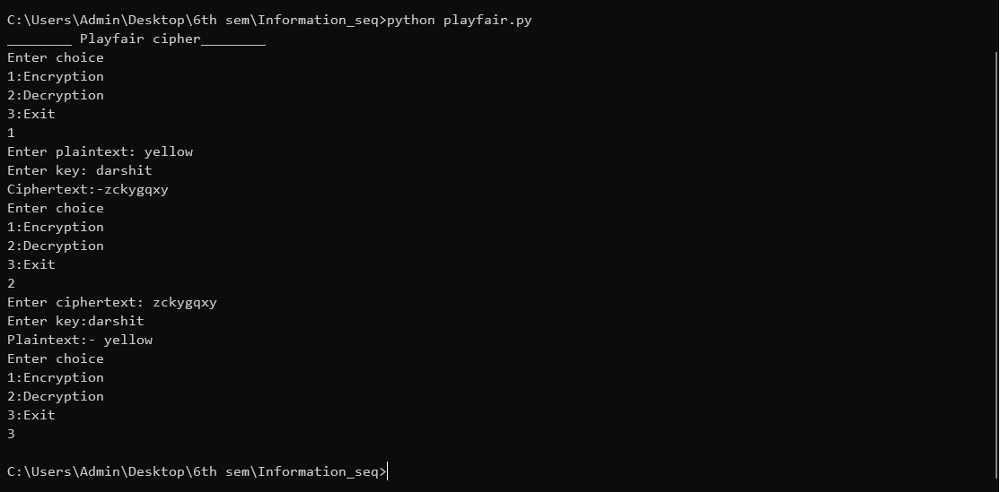 C:\Users\Admin\Desktop\6th sem\Information_seq>python playfair.py
________ Playfair cipher________
Enter choice
1:Encryption
2:Decryption
3:Exit
1
Enter plaintext: yellow
Enter key: darshit
Ciphertext:-zckygqxy
Enter choice
1:Encryption
2:Decryption
3:Exit
2
Enter ciphertext: zckygqxy
Enter key:darshit
Plaintext:- yellow
Enter choice
1:Encryption
2:Decryption
3:Exit
3
C:\Users\Admin\Desktop\6th sem\Information_seq>